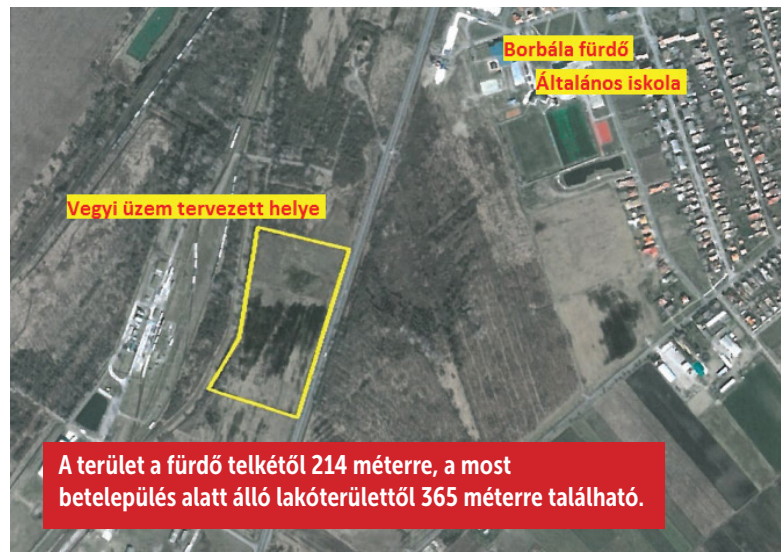 Borbála fürdő
Általános iskola
Vegyi üzem tervezett helye
A terület a fürdő telkétől 214 méterre, a most
betelepülés alatt álló lakóterülettől 365 méterre található.